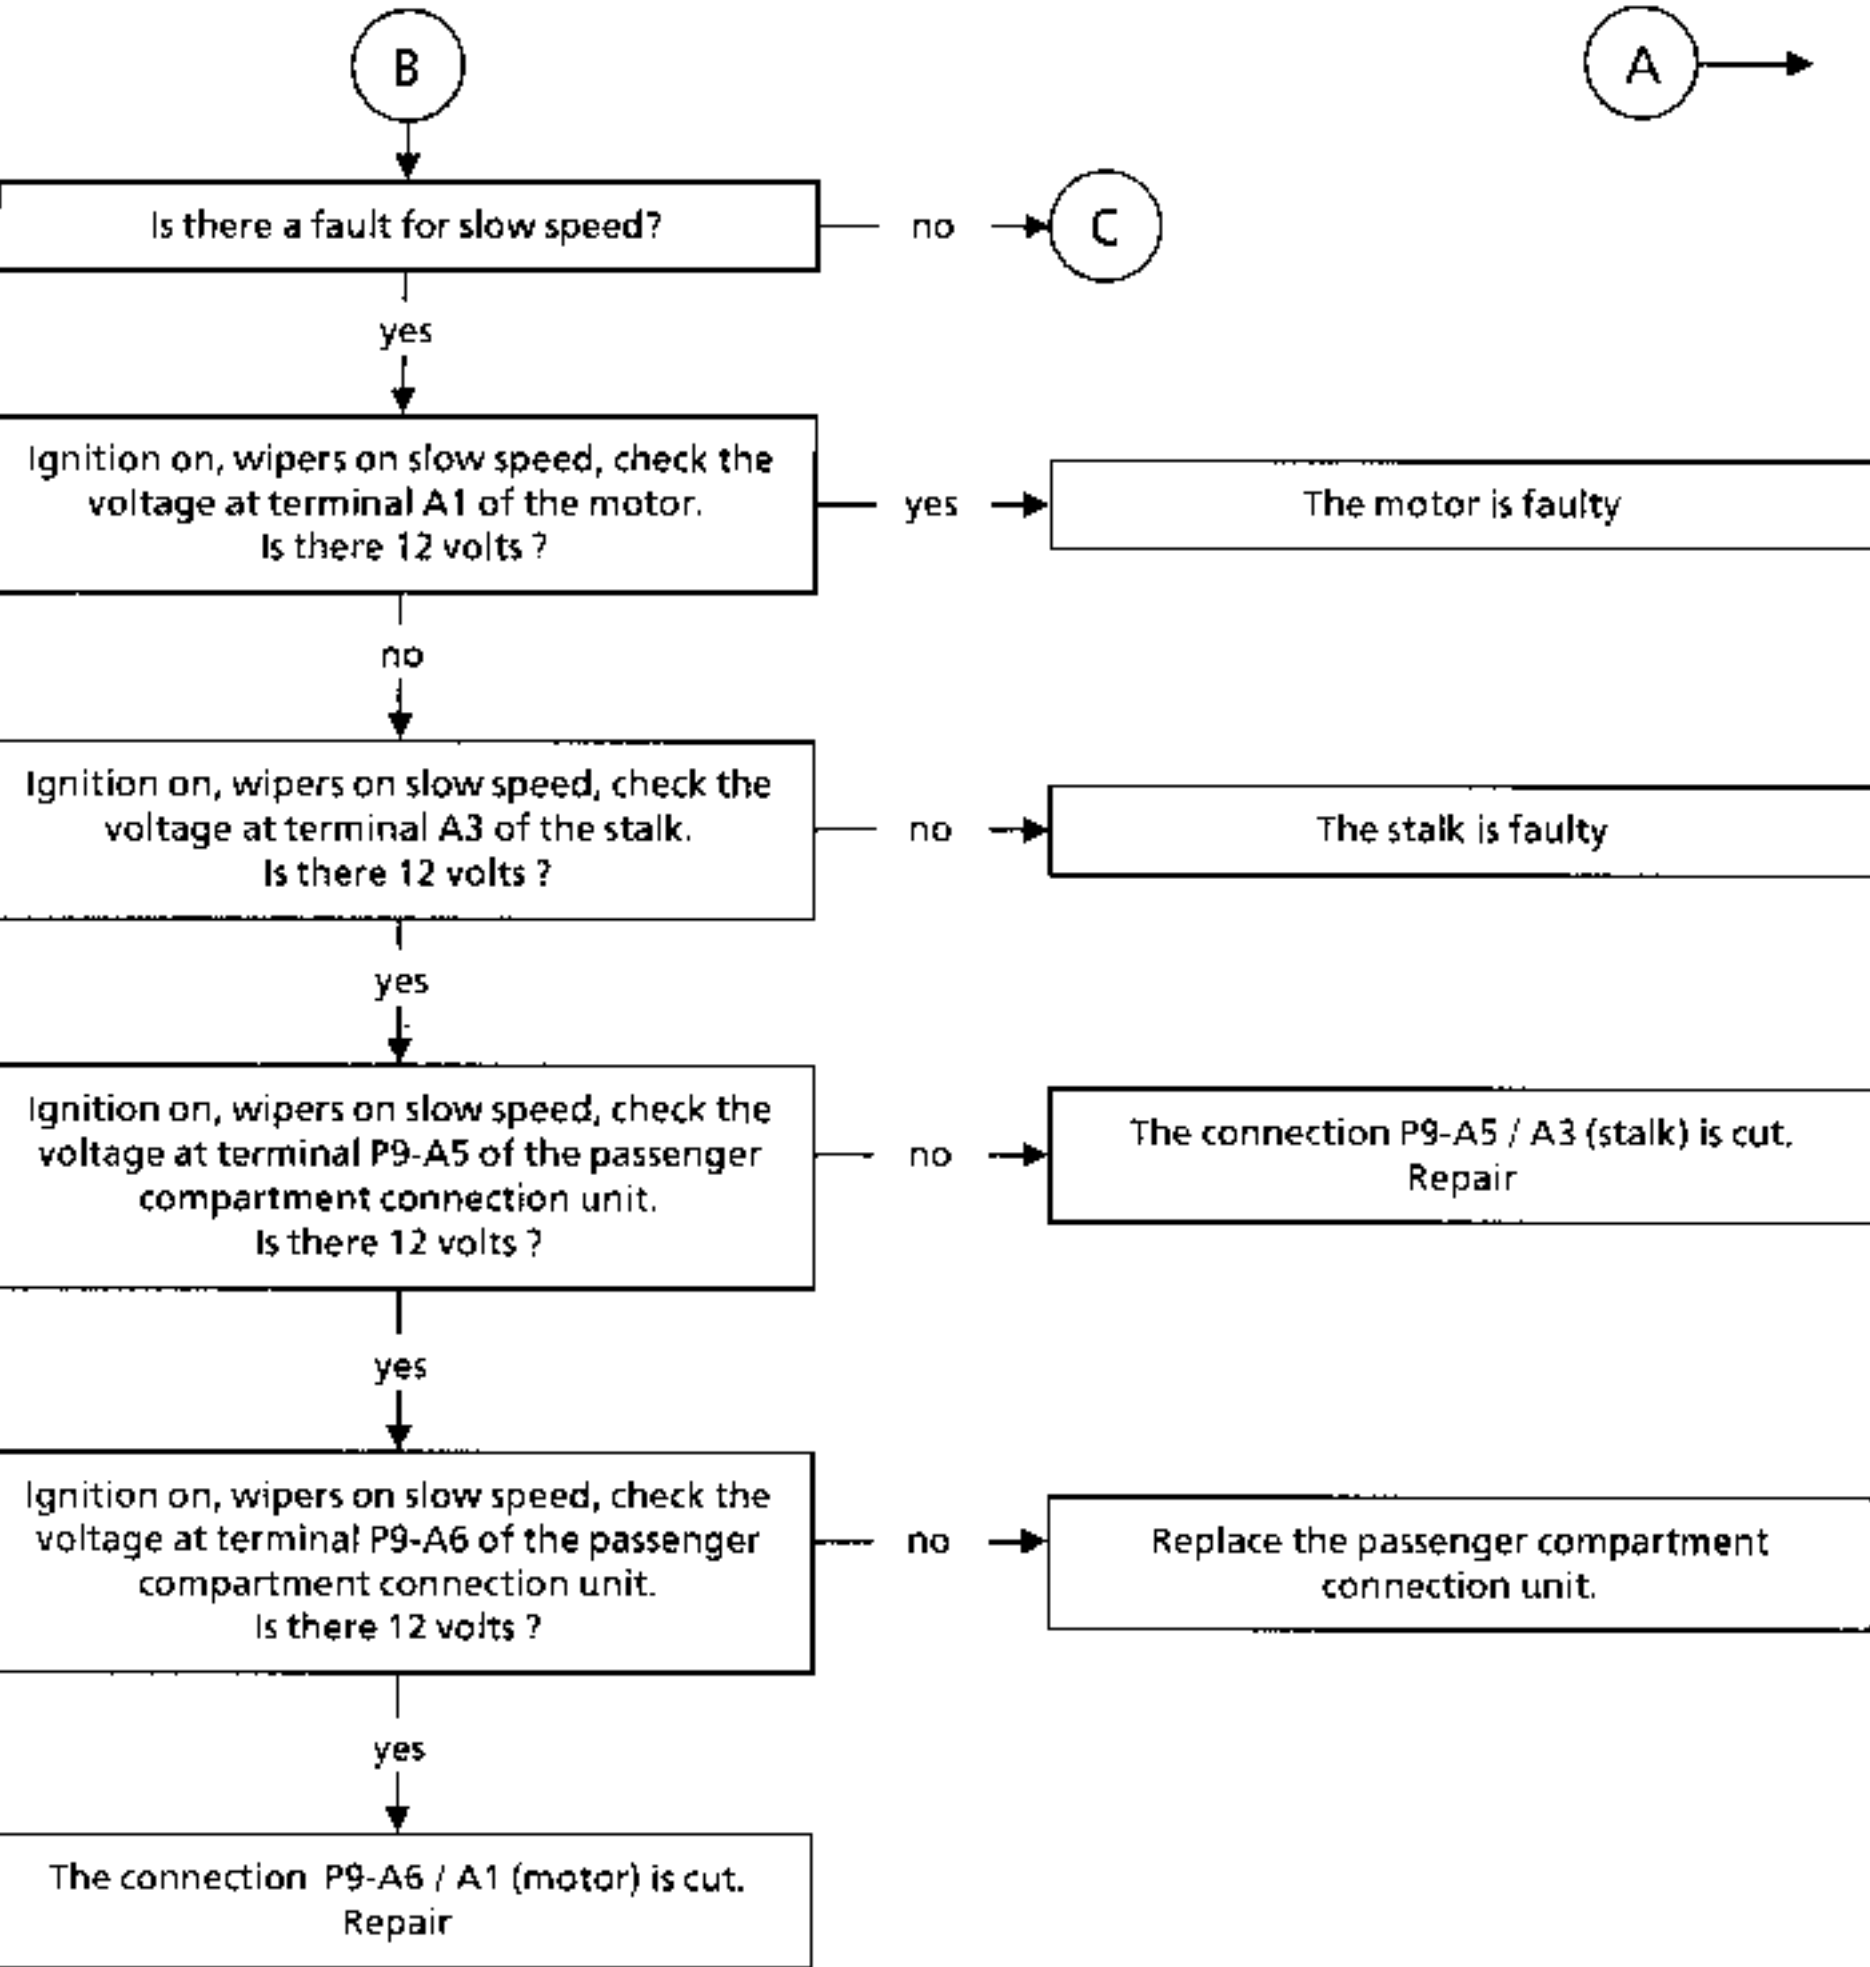 B
A
Is there a fault for slow speed?
no
C
yes
Ignition on, wipers on slow speed, check the
voltage at terminal A1 of the motor.
Is there 12 volts ?
yes
The motor is faulty
no
Ignition on, wipers on slow speed, check the
voltage at terminal A3 of the stalk.
Is there 12 volts ?
no
The stalk is faulty
yes
Ignition on, wipers on slow speed, check the
voltage at terminal P9-A5 of the passenger
compartment connection unit.
Is there 12 volts ?
no
The connection P9-A5 / A3 (stalk) is cut.
Repair
yes
Ignition on, wipers on slow speed, check the
voltage at terminal P9-A6 of the passenger
compartment connection unit.
Is there 12 volts ?
no
Replace the passenger compartment
connection unit.
yes
The connection P9-A6 / A1 (motor) is cut.
Repair